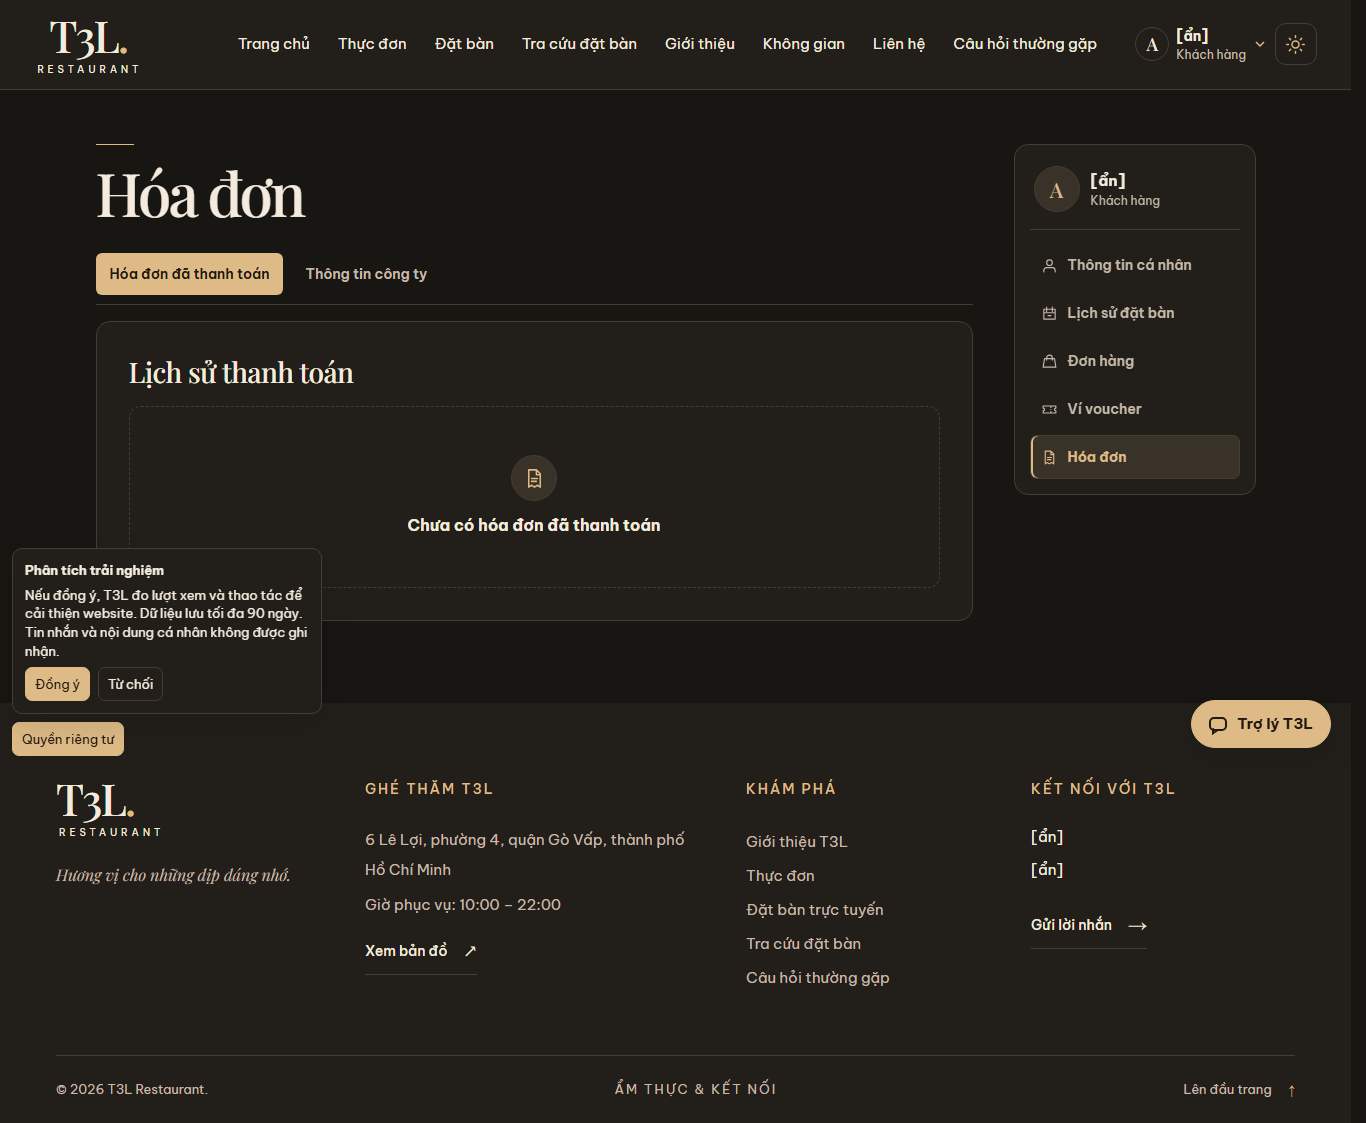 T3L.
RESTAURANT
Trang chủ
Thực đơn
Đặt bàn
Tra cứu đặt bàn
Giới thiệu
Không gian
Liên hệ
Câu hỏi thường gặp
A
[ẩn]
Khách hàng
Hóa đơn
Hóa đơn đã thanh toán
Thông tin công ty
Lịch sử thanh toán
Chưa có hóa đơn đã thanh toán
A
[ẩn]
Khách hàng
Thông tin cá nhân
Lịch sử đặt bàn
Đơn hàng
Ví voucher
Hóa đơn
Phân tích trải nghiệm
Nếu đồng ý, T3L đo lượt xem và thao tác để
cải thiện website. Dữ liệu lưu tối đa 90 ngày.
Tin nhắn và nội dung cá nhân không được ghi
nhận.
Đồng ý
Từ chối
Quyền riêng tư
Trợ lý T3L
T3L.
RESTAURANT
Hương vị cho những dịp đáng nhớ.
GHÉ THĂM T3L
6 Lê Lợi, phường 4, quận Gò Vấp, thành phố
Hồ Chí Minh
Giờ phục vụ: 10:00 – 22:00
Xem bản đồ ↗
KHÁM PHÁ
Giới thiệu T3L
Thực đơn
Đặt bàn trực tuyến
Tra cứu đặt bàn
Câu hỏi thường gặp
KẾT NỐI VỚI T3L
[ẩn]
[ẩn]
Gửi lời nhắn →
© 2026 T3L Restaurant.
ẨM THỰC & KẾT NỐI
Lên đầu trang ↑